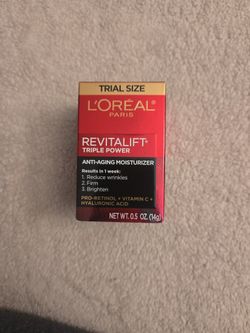 TRIAL SIZE
L'ORÉAL
PARIS
REVITALIFT®
TRIPLE POWER
ANTI-AGING MOISTURIZER
Results in 1 week:
1. Reduce wrinkles
2. Firm
3. Brighten
PRO-RETINOL + VITAMIN C +
HYALURONIC ACID
NET WT. 0.5 OZ. (14g)